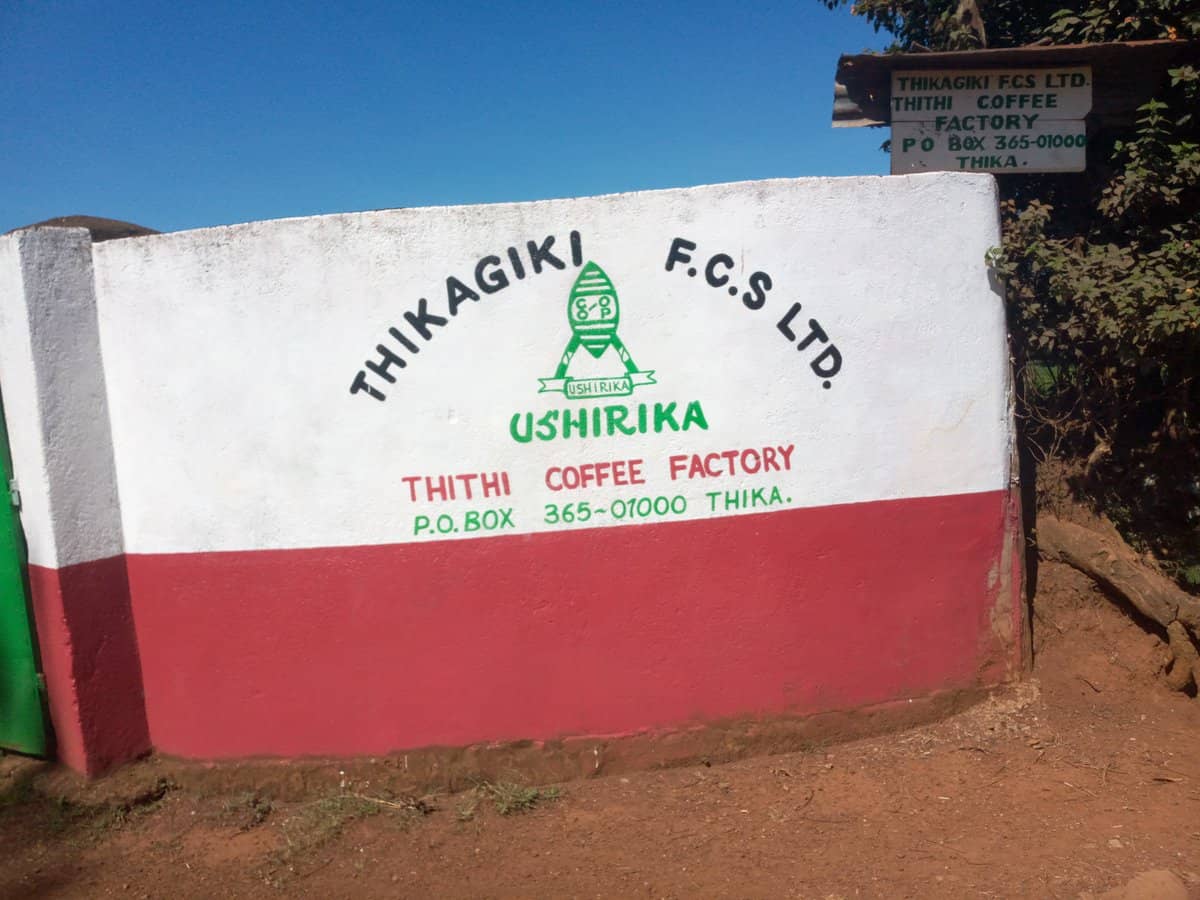 THIKAGIKI F.C.S LTD.
THITHI COFFEE
FACTORY
P O BOX 365-01000
THIKA.
THIKAGIKI F.C.S LTD.
CO-OP
USHIRIKA
USHIRIKA
THITHI COFFEE FACTORY
P.O. BOX 365~01000 THIKA.